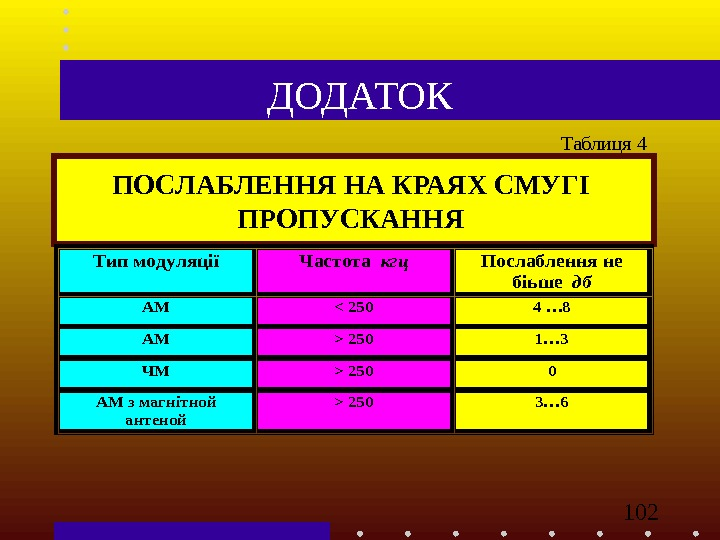 ДОДАТОК
Таблиця 4
ПОСЛАБЛЕННЯ НА КРАЯХ СМУГІ
ПРОПУСКАННЯ
Тип модуляції Частота кгц Послаблення не
біьше дб
АМ < 250 4 …8
АМ > 250 1…3
ЧМ > 250 0
АМ з магнітной
антеной > 250 3…6
102